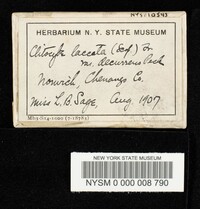 NYSf10543
HERBARIUM N. Y. STATE MUSEUM
Clitocybe laccata (Scop) Fr
var. decurrens Peck
Norwich, Chenango Co.
Miss L. B. Sage, Aug. 1907
NEW YORK STATE MUSEUM
NYSM 0 000 008 790